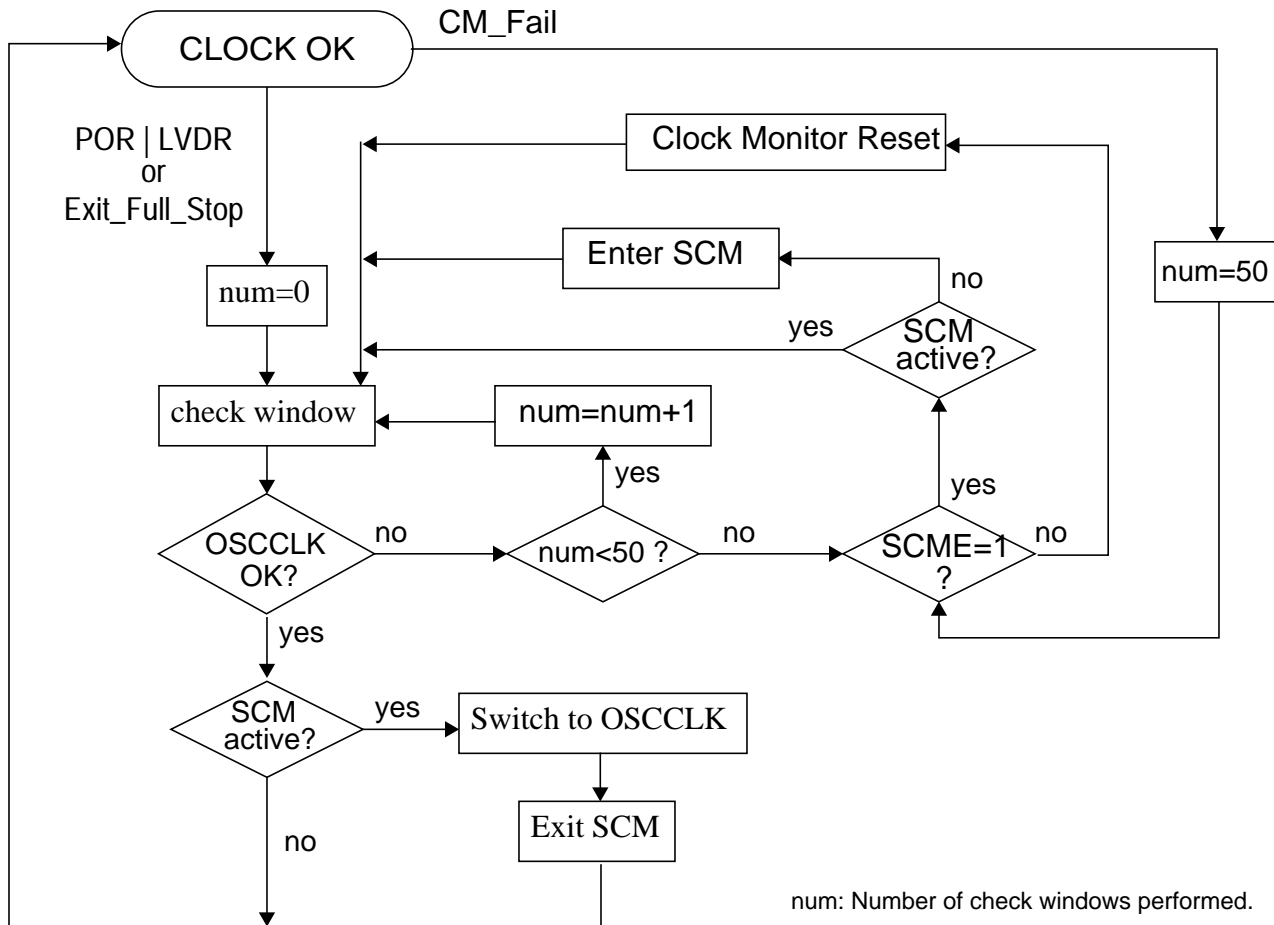 CM_Fail
CLOCK OK
POR | LVDR
or
Exit_Full_Stop
Clock Monitor Reset
Enter SCM
no
num=50
num=0
yes
SCM
active?
check window
num=num+1
yes
yes
OSCCLK
OK?
no
num<50 ?
no
SCME=1
?
no
yes
SCM
active?
yes
Switch to OSCCLK
Exit SCM
no
num: Number of check windows performed.